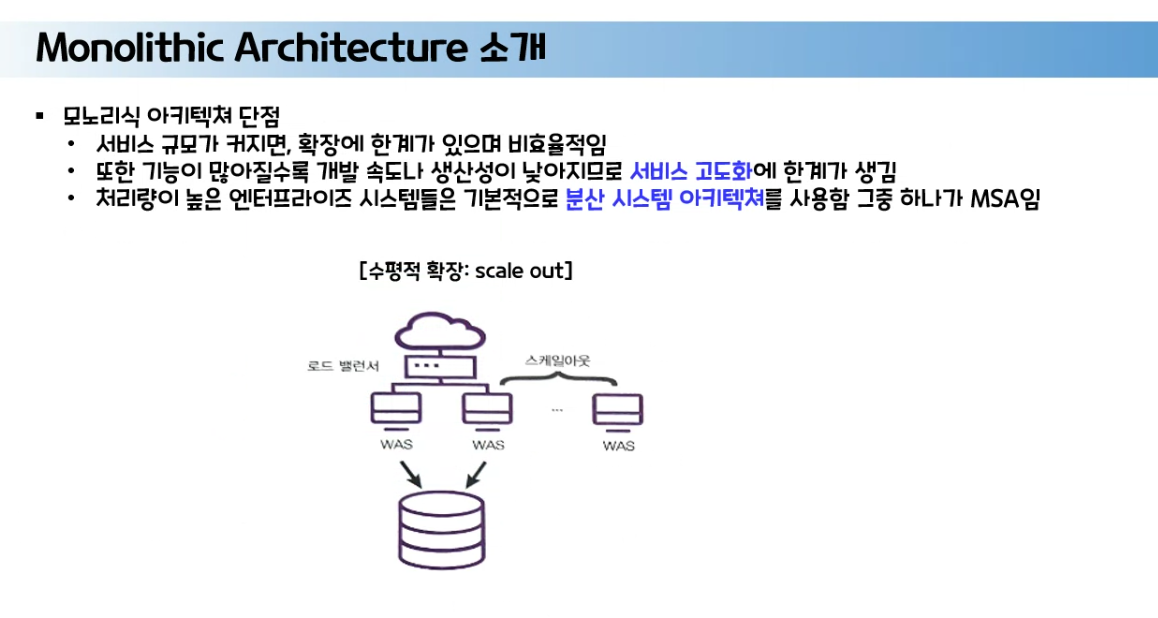 Monolithic Architecture 소개
▪ 모노리식 아키텍쳐 단점
• 서비스 규모가 커지면, 확장에 한계가 있으며 비효율적임
• 또한 기능이 많아질수록 개발 속도나 생산성이 낮아지므로 서비스 고도화에 한계가 생김
• 처리량이 높은 엔터프라이즈 시스템들은 기본적으로 분산 시스템 아키텍쳐를 사용함 그중 하나가 MSA임
[수평적 확장: scale out]
로드 밸런서
스케일아웃
...
WAS
WAS
WAS